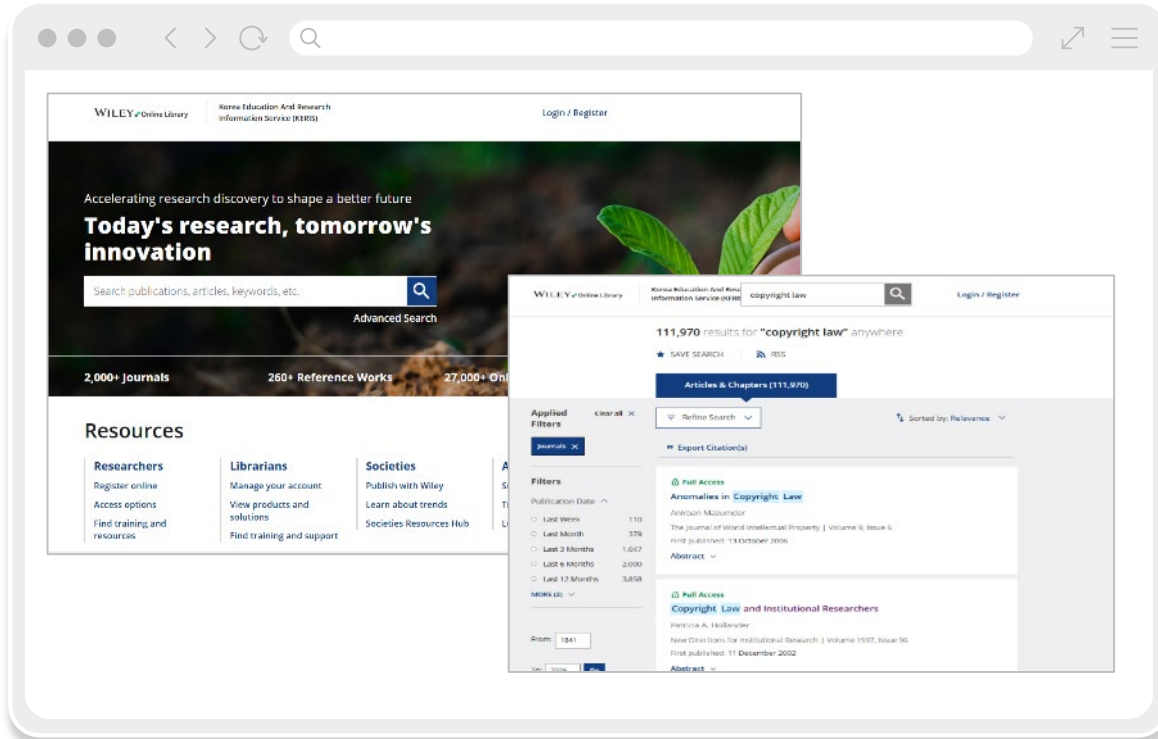 WILEY Online Library
Korea Education And Research
Information Service (KERIS)
Login / Register
Accelerating research discovery to shape a better future
Today's research, tomorrow's
innovation
Search publications, articles, keywords, etc.
Advanced Search
2,000+ Journals
260+ Reference Works
27,000+ Onl
Resources
Researchers
Register online
Access options
Find training and
resources
Librarians
Manage your account
View products and
solutions
Find training and support
Societies
Publish with Wiley
Learn about trends
Societies Resources Hub
A
WILEY Online Library
Korea Education And Rese
Information Service (KERIS
copyright law
Login / Register
111,970 results for "copyright law" anywhere
SAVE SEARCH
RSS
Articles & Chapters (111,970)
Applied
Filters
Clear all
Journals
Refine Search
Sorted by: Relevance
Export Citation(s)
Filters
Publication Date
Last Week 110
Last Month 379
Last 3 Months 1,047
Last 6 Months 2,000
Last 12 Months 3,858
MORE (2)
From: 1841
Full Access
Anomalies in Copyright Law
Anirban Mazumder
The Journal of World Intellectual Property | Volume 9, Issue 6
First published: 13 October 2006
Abstract
Full Access
Copyright Law and Institutional Researchers
Patricia A. Hollander
New Directions for Institutional Research | Volume 1997, Issue 96
First published: 11 December 2002
Abstract